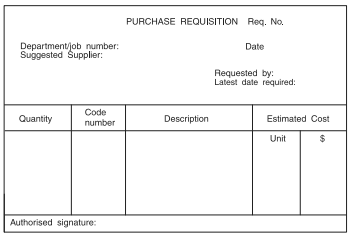 PURCHASE REQUISITION Req. No.
Department/job number: Date
Suggested Supplier:
Requested by:
Latest date required:
Quantity Code number Description Estimated Cost
Unit $
Authorised signature: